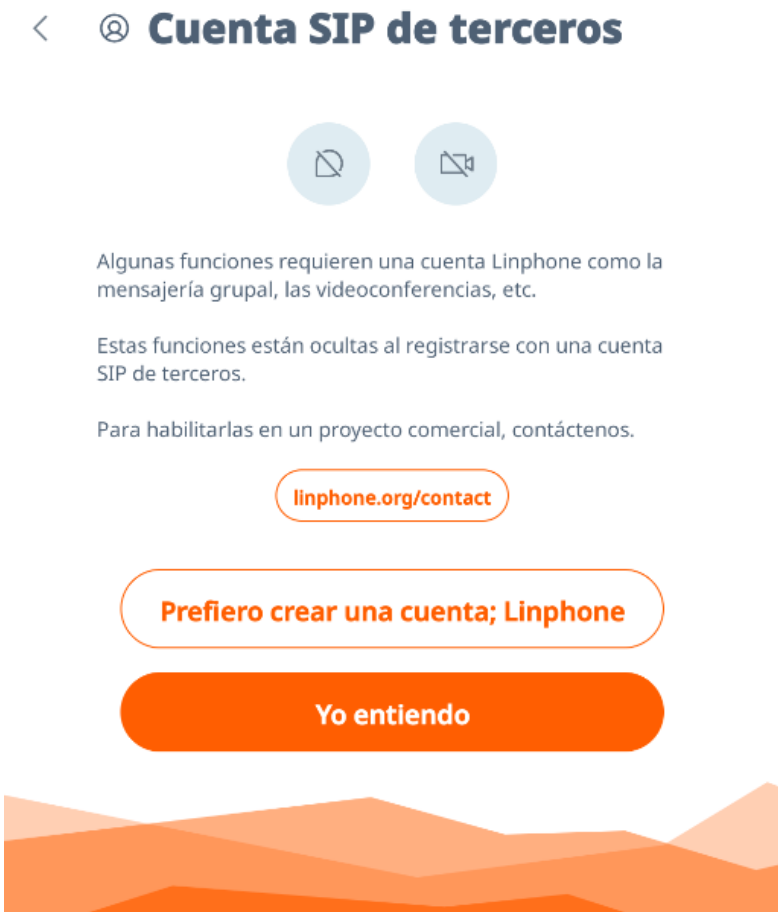 Cuenta SIP de terceros
Algunas funciones requieren una cuenta Linphone como la
mensajería grupal, las videoconferencias, etc.
Estas funciones están ocultas al registrarse con una cuenta
SIP de terceros.
Para habilitarlas en un proyecto comercial, contáctenos.
linphone.org/contact
Prefiero crear una cuenta; Linphone
Yo entiendo